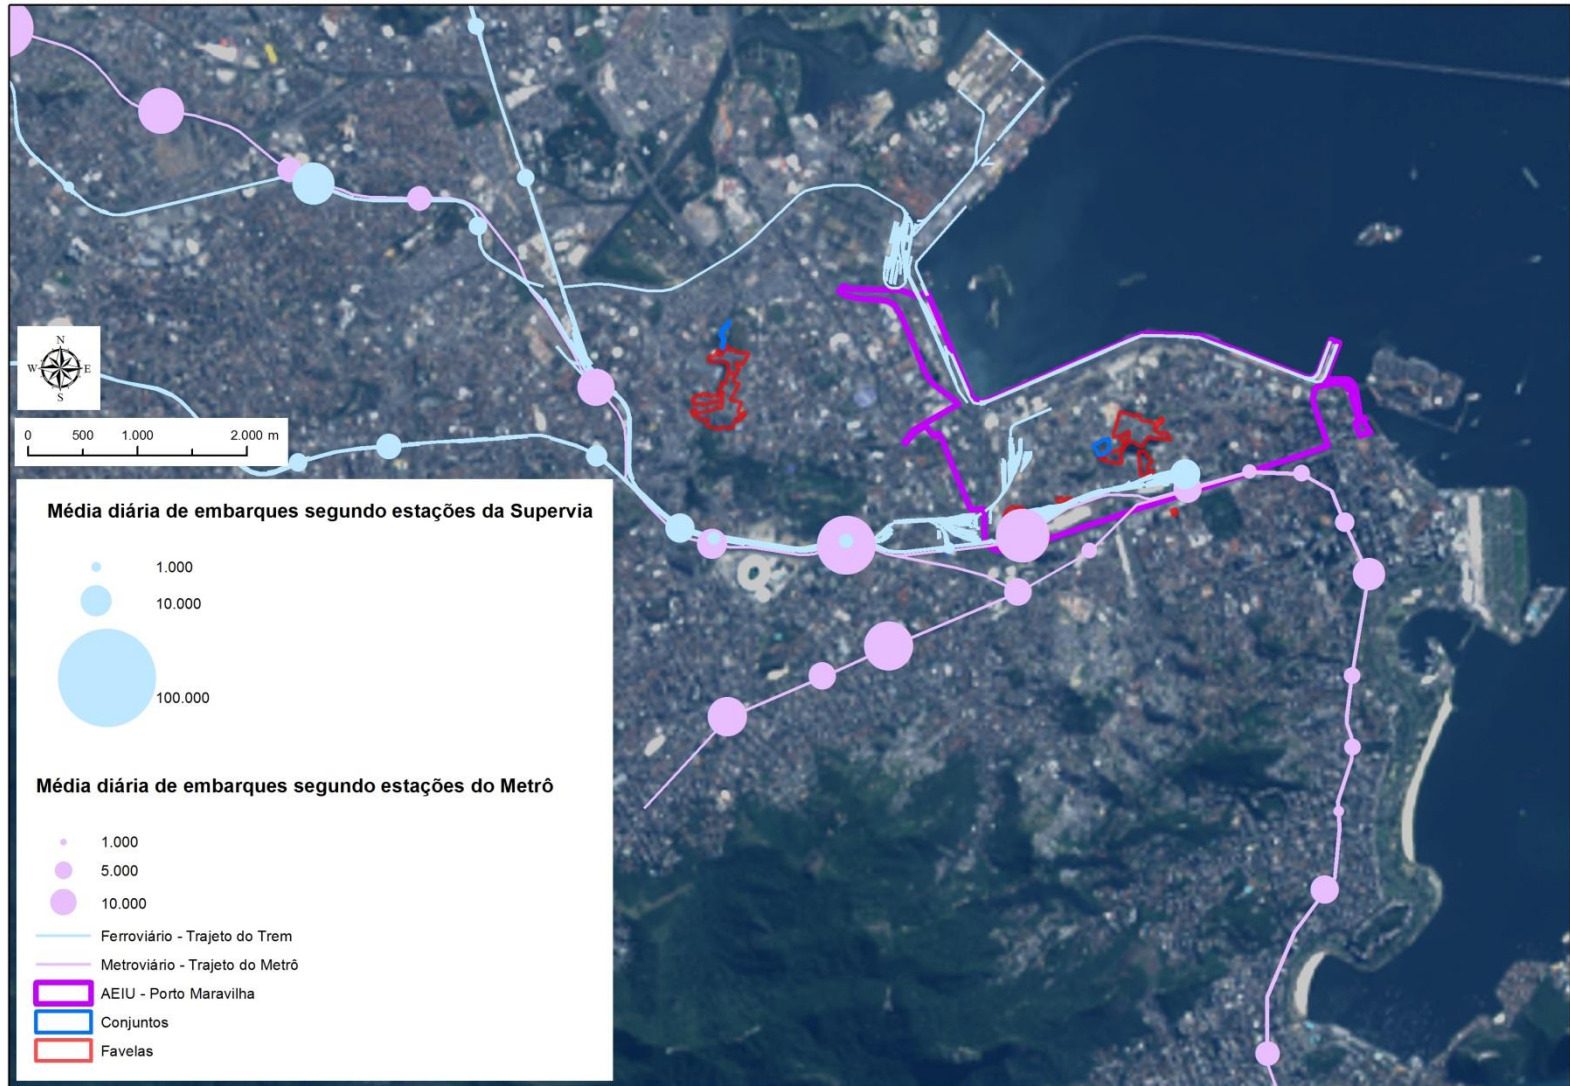 N
W E
S
0 500 1.000 2.000 m
Média diária de embarques segundo estações da Supervia
1.000
10.000
100.000
Média diária de embarques segundo estações do Metrô
1.000
5.000
10.000
Ferroviário - Trajeto do Trem
Metroviário - Trajeto do Metrô
AEIU - Porto Maravilha
Conjuntos
Favelas